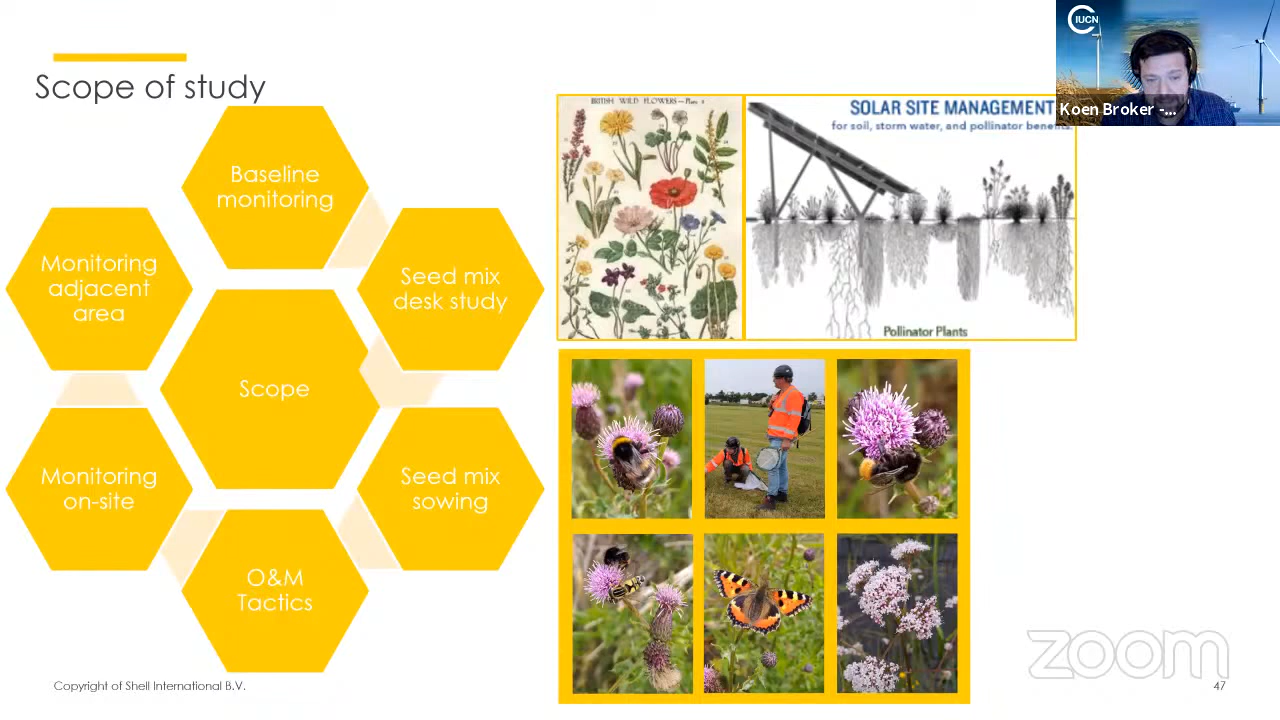 Scope of study
Baseline
monitoring
Seed mix
desk study
Seed mix
sowing
O&M
Tactics
Monitoring
on-site
Monitoring
adjacent
area
Scope
BRITISH WILD FLOWERS
SOLAR SITE MANAGEMENT
for soil, storm water, and pollinator benefits.
Pollinator Plants
IUCN
Koen Broker -...
zoom
Copyright of Shell International B.V.
47